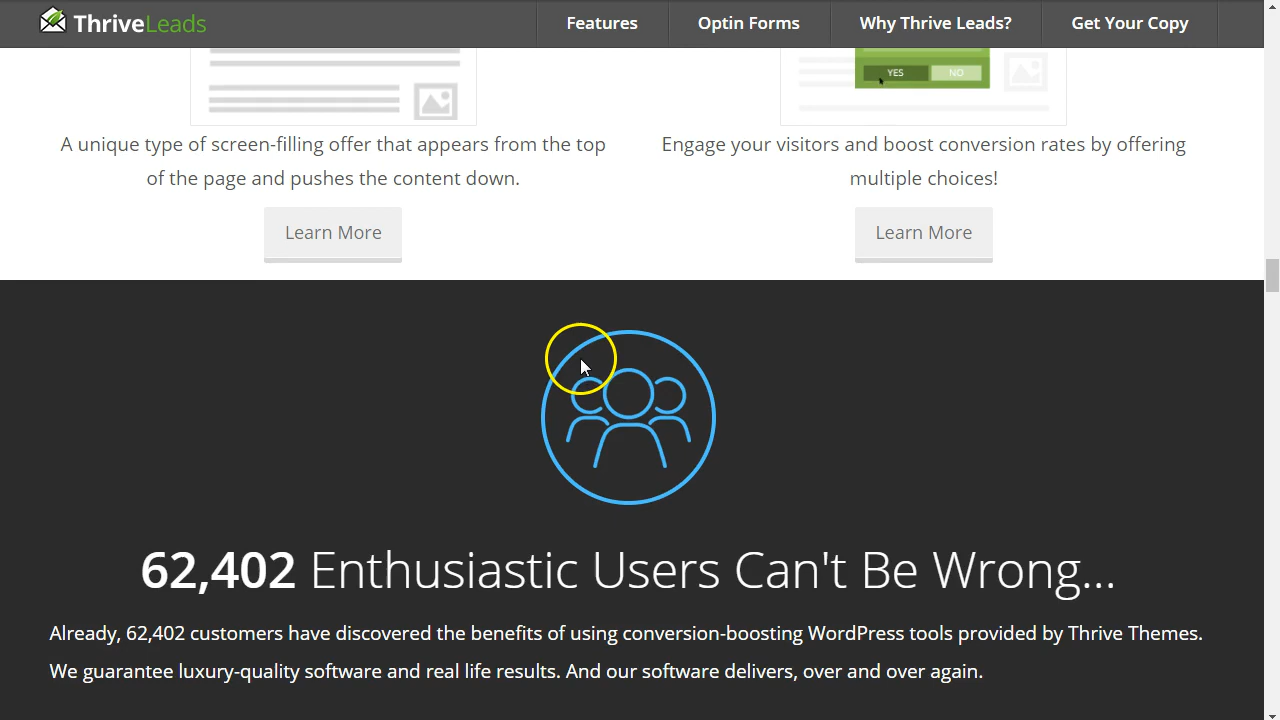 ThriveLeads
Features
Optin Forms
Why Thrive Leads?
Get Your Copy
YES
NO
A unique type of screen-filling offer that appears from the top
of the page and pushes the content down.
Learn More
Engage your visitors and boost conversion rates by offering
multiple choices!
Learn More
62,402 Enthusiastic Users Can't Be Wrong...
Already, 62,402 customers have discovered the benefits of using conversion-boosting WordPress tools provided by Thrive Themes.
We guarantee luxury-quality software and real life results. And our software delivers, over and over again.